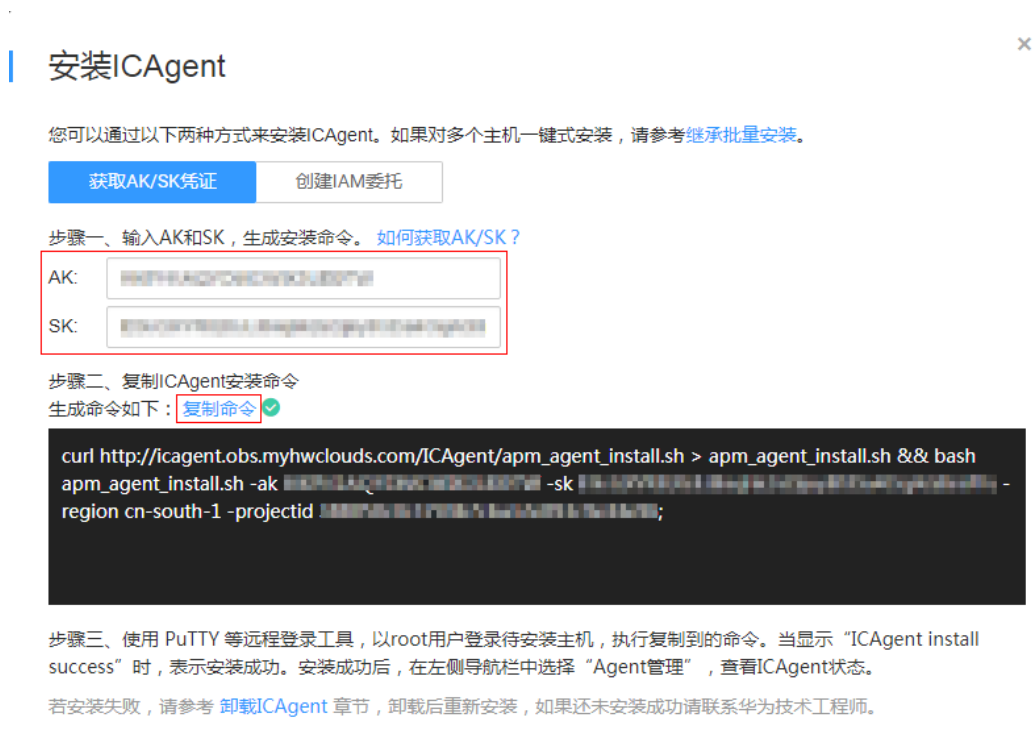 安装ICAgent
您可以通过以下两种方式来安装ICAgent。如果对多个主机一键式安装，请参考继承批量安装。
获取AK/SK凭证 创建IAM委托
步骤一、输入AK和SK，生成安装命令。 如何获取AK/SK？
AK:
SK:
步骤二、复制ICAgent安装命令
生成命令如下：复制命令
curl http://icagent.obs.myhwclouds.com/ICAgent/apm_agent_install.sh > apm_agent_install.sh && bash
apm_agent_install.sh -ak -sk -
region cn-south-1 -projectid ;
步骤三、使用 PuTTY 等远程登录工具，以root用户登录待安装主机，执行复制到的命令。当显示“ICAgent install
success”时，表示安装成功。安装成功后，在左侧导航栏中选择“Agent管理”，查看ICAgent状态。
若安装失败，请参考 卸载ICAgent 章节，卸载后重新安装，如果还未安装成功请联系华为技术工程师。